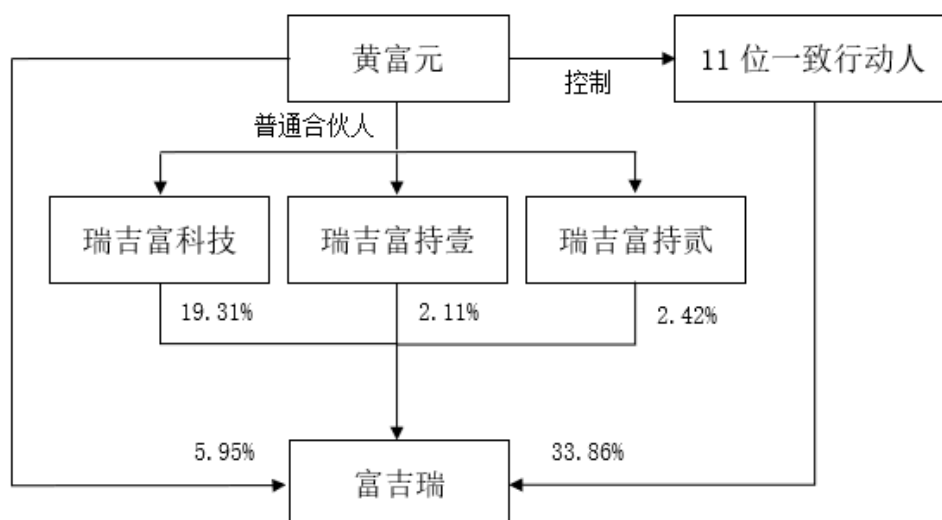 黄富元
11 位一致行动人
控制
普通合伙人
瑞吉富科技
瑞吉富持壹
瑞吉富持贰
19.31%
2.11%
2.42%
5.95%
33.86%
富吉瑞